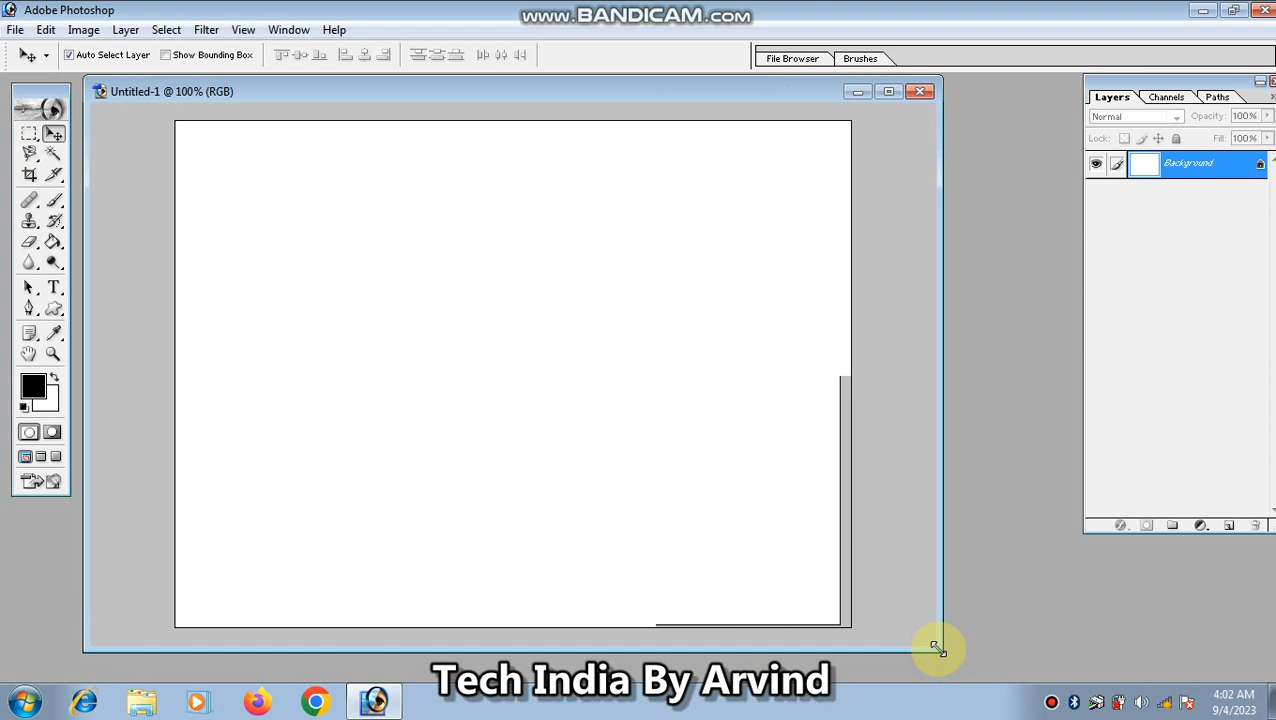 Adobe Photoshop
www.BANDICAM.com
File Edit Image Layer Select Filter View Window Help
Auto Select Layer Show Bounding Box
File Browser Brushes
Untitled-1 @ 100% (RGB)
Layers Channels Paths
Normal Opacity: 100%
Lock: Fill: 100%
Background
T
Tech India By Arvind
4:02 AM
9/4/2023